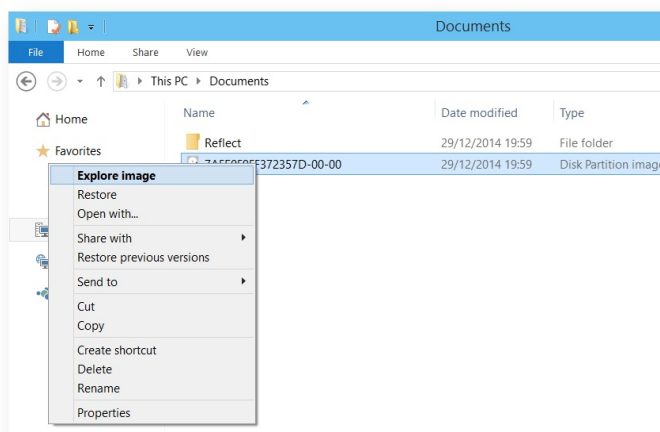 Documents
File Home Share View
This PC Documents
Name Date modified Type
Home
Reflect 29/12/2014 19:59 File folder
Favorites
29/12/2014 19:59 Disk Partition image
Explore image
Restore
Open with...
Share with
Restore previous versions
Send to
Cut
Copy
Create shortcut
Delete
Rename
Properties